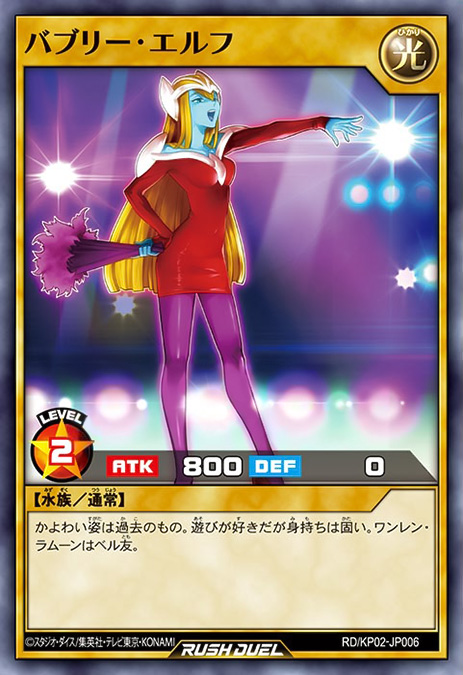 バブリー・エルフ
ひかり
光
LEVEL
2
ATK 800 DEF 0
【水族／通常】
かよわい姿は過去のもの。遊びが好きだが身持ちは固い。ワンレン・
ラムーンはベル友。
©スタジオ・ダイス/集英社・テレビ東京・KONAMI
RUSH DUEL
RD/KP02-JP006